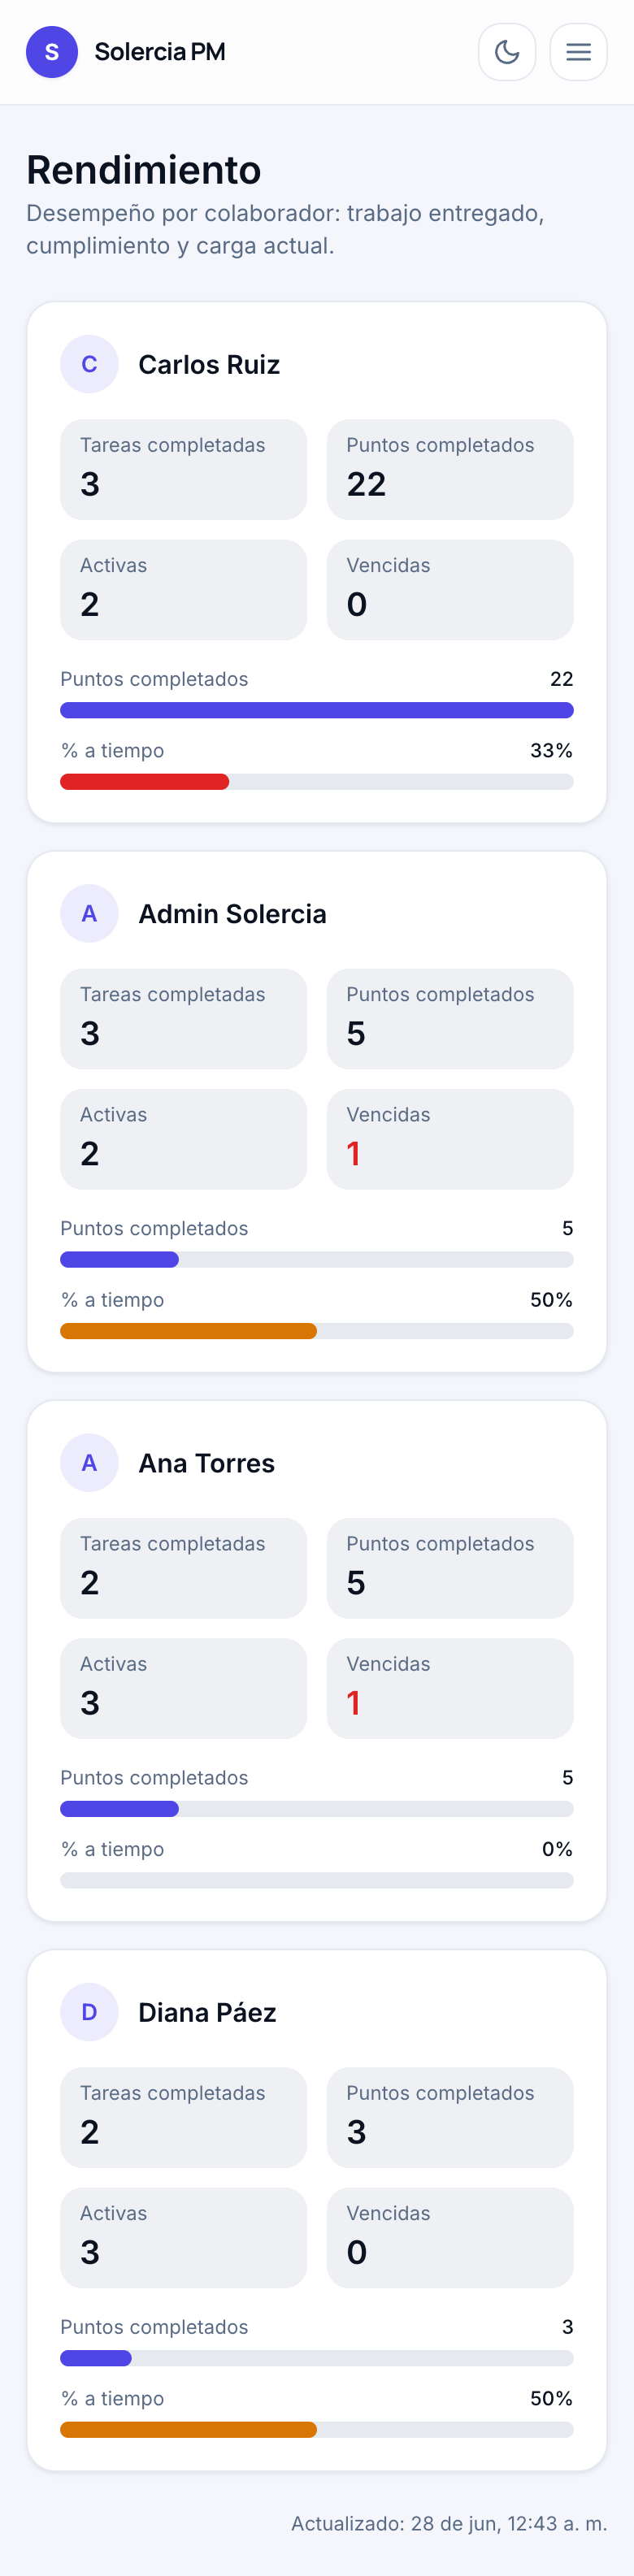 S Solercia PM
Rendimiento
Desempeño por colaborador: trabajo entregado,
cumplimiento y carga actual.
C Carlos Ruiz
Tareas completadas Puntos completados
3 22
Activas Vencidas
2 0
Puntos completados 22
% a tiempo 33%
A Admin Solercia
Tareas completadas Puntos completados
3 5
Activas Vencidas
2 1
Puntos completados 5
% a tiempo 50%
A Ana Torres
Tareas completadas Puntos completados
2 5
Activas Vencidas
3 1
Puntos completados 5
% a tiempo 0%
D Diana Páez
Tareas completadas Puntos completados
2 3
Activas Vencidas
3 0
Puntos completados 3
% a tiempo 50%
Actualizado: 28 de jun, 12:43 a. m.